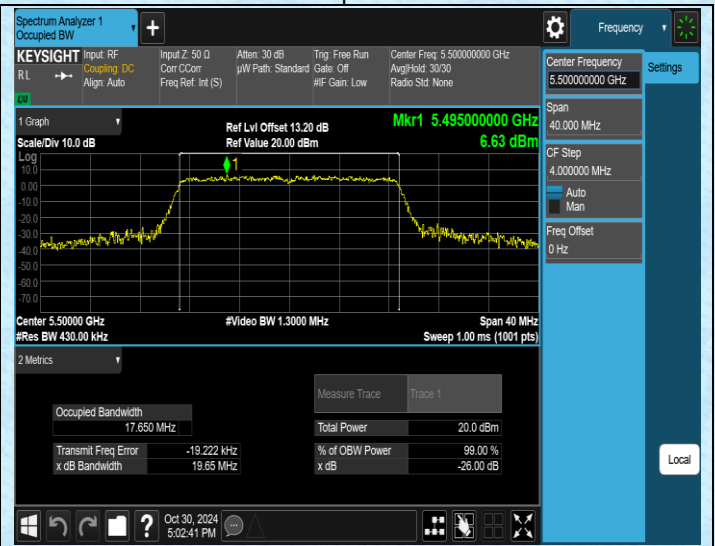 Spectrum Analyzer 1
Occupied BW
+
Frequency
KEYSIGHT
RL
LXI
Input: RF
Coupling: DC
Align: Auto
Input Z: 50 Ω
Corr CCorr
Freq Ref: Int (S)
Atten: 30 dB
µW Path: Standard
Trig: Free Run
Gate: Off
#IF Gain: Low
Center Freq: 5.500000000 GHz
Avg|Hold: 30/30
Radio Std: None
Center Frequency
5.500000000 GHz
Settings
Span
40.000 MHz
CF Step
4.000000 MHz
Auto
Man
Freq Offset
0 Hz
1 Graph
Scale/Div 10.0 dB
Ref Lvl Offset 13.20 dB
Ref Value 20.00 dBm
Mkr1 5.495000000 GHz
6.63 dBm
Log
10.0
0.00
-10.0
-20.0
-30.0
-40.0
-50.0
-60.0
-70.0
1
Center 5.50000 GHz
#Video BW 1.3000 MHz
Span 40 MHz
#Res BW 430.00 kHz
Sweep 1.00 ms (1001 pts)
2 Metrics
Measure Trace Trace 1
Occupied Bandwidth
17.650 MHz
Total Power 20.0 dBm
Transmit Freq Error -19.222 kHz
% of OBW Power 99.00 %
x dB Bandwidth 19.65 MHz
x dB -26.00 dB
Local
?
Oct 30, 2024
5:02:41 PM